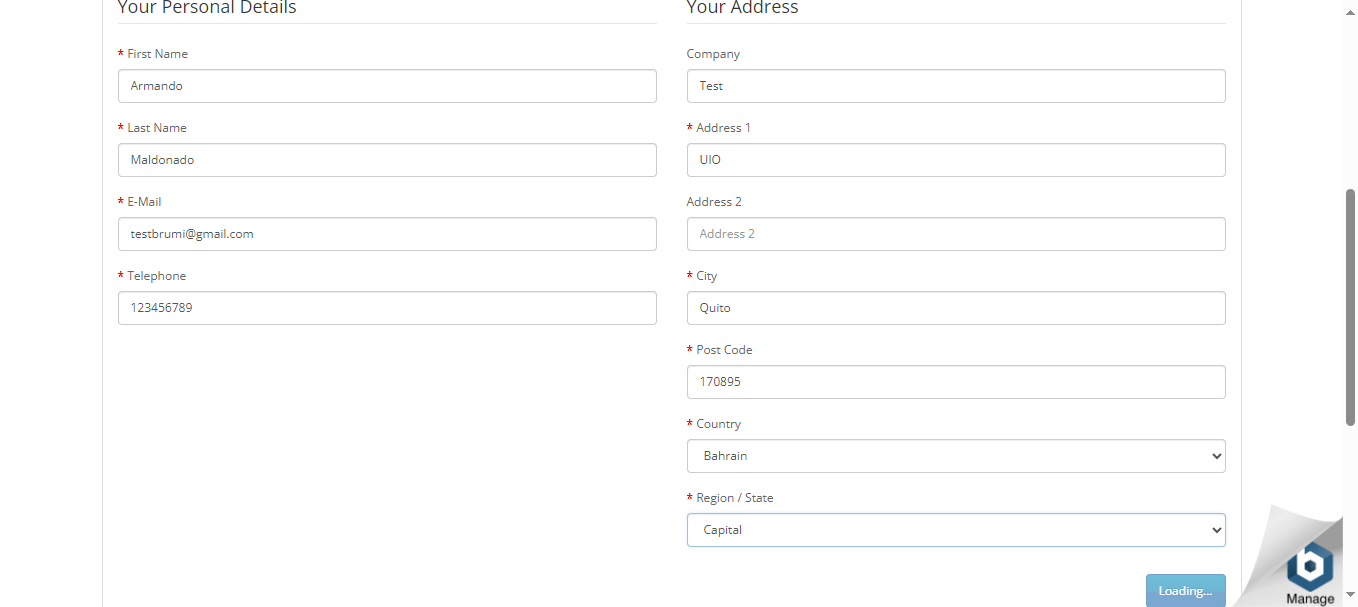 Your Personal Details
* First Name
Armando
* Last Name
Maldonado
* E-Mail
testbrumi@gmail.com
* Telephone
123456789
Your Address
Company
Test
* Address 1
UIO
Address 2
Address 2
* City
Quito
* Post Code
170895
* Country
Bahrain
* Region / State
Capital
Loading...
b
Manage